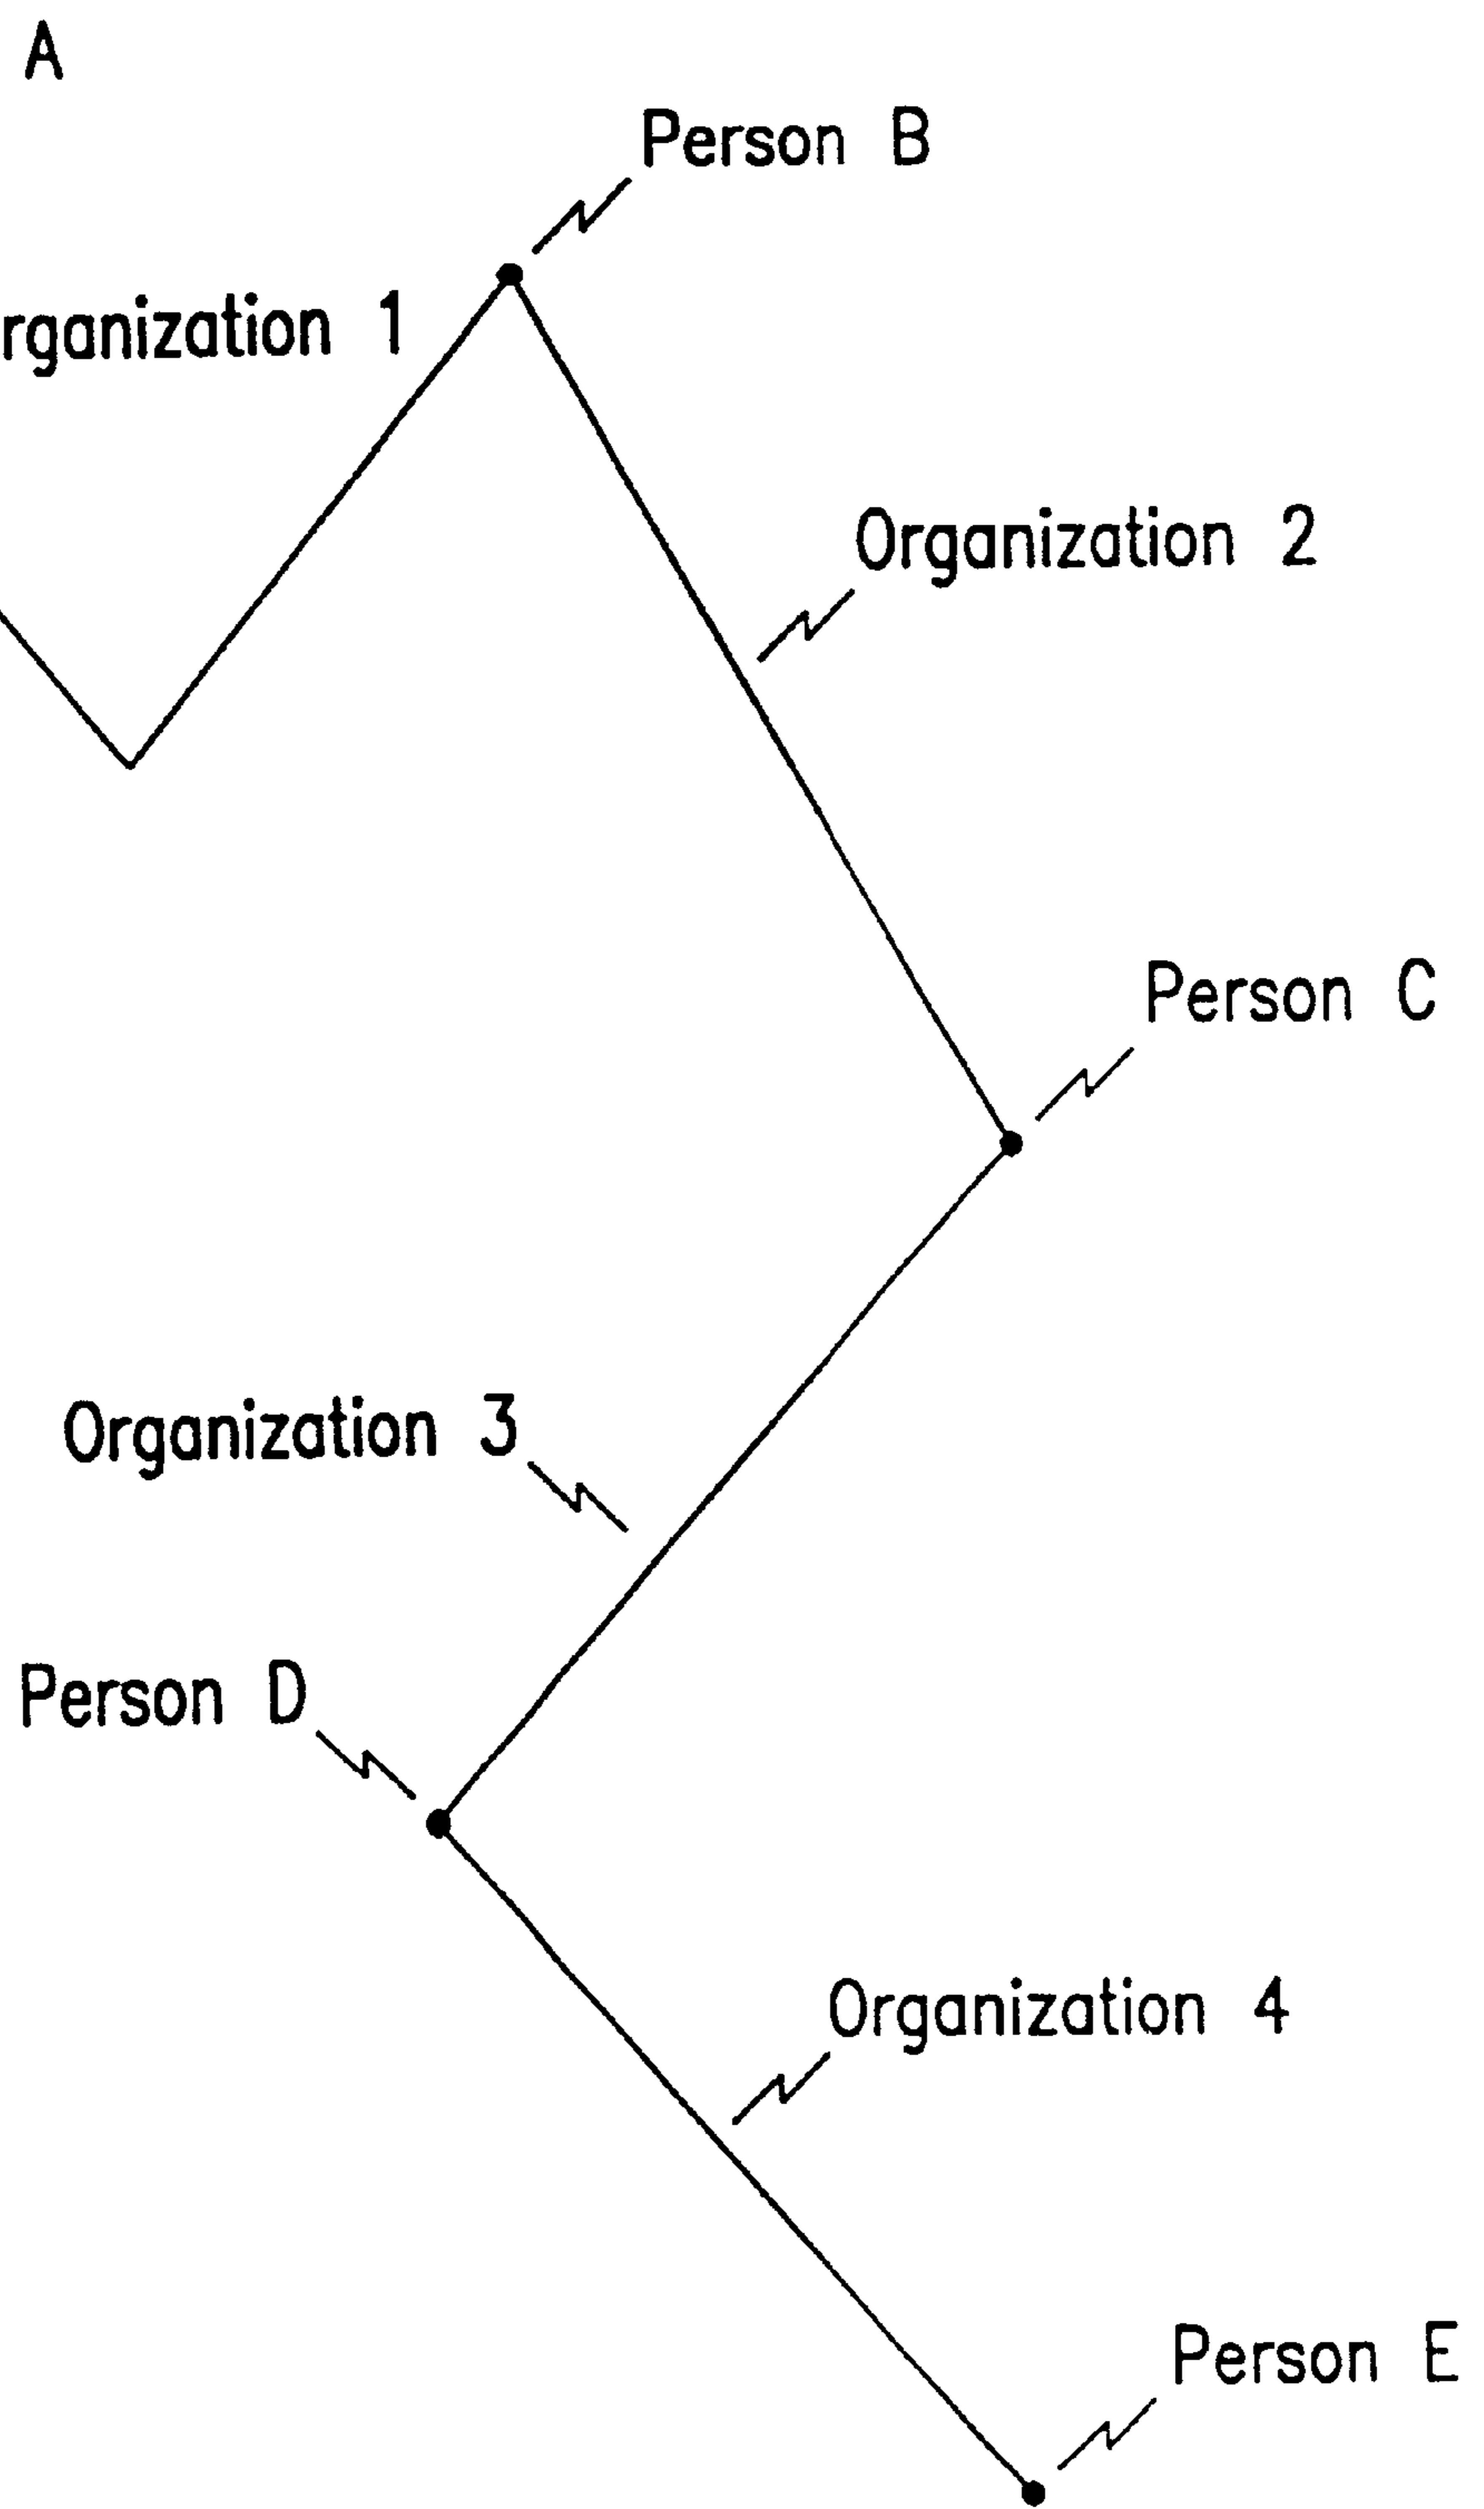 A
Person B
rganization 1
Organization 2
Person C
Organization 3
Person D
Organization 4
Person E